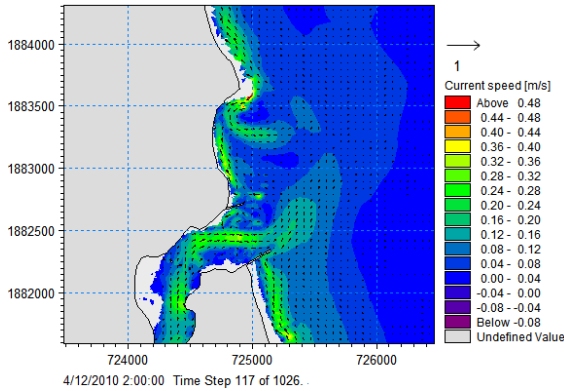 1884000
1883500
1883000
1882500
1882000
724000 725000 726000
4/12/2010 2:00:00 Time Step 117 of 1026.
1
Current speed [m/s]
Above 0.48
0.44 - 0.48
0.40 - 0.44
0.36 - 0.40
0.32 - 0.36
0.28 - 0.32
0.24 - 0.28
0.20 - 0.24
0.16 - 0.20
0.12 - 0.16
0.08 - 0.12
0.04 - 0.08
0.00 - 0.04
-0.04 - 0.00
-0.08 - -0.04
Below -0.08
Undefined Value